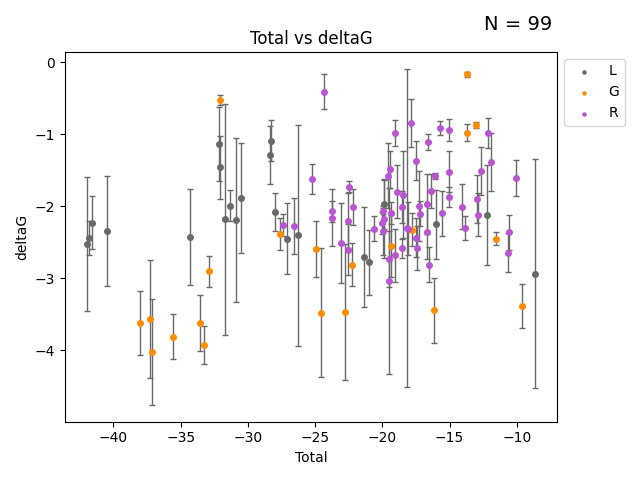 N = 99
Total vs deltaG
0
−1
−2
−3
−4
deltaG
−40
−35
−30
−25
−20
−15
−10
Total
L
G
R